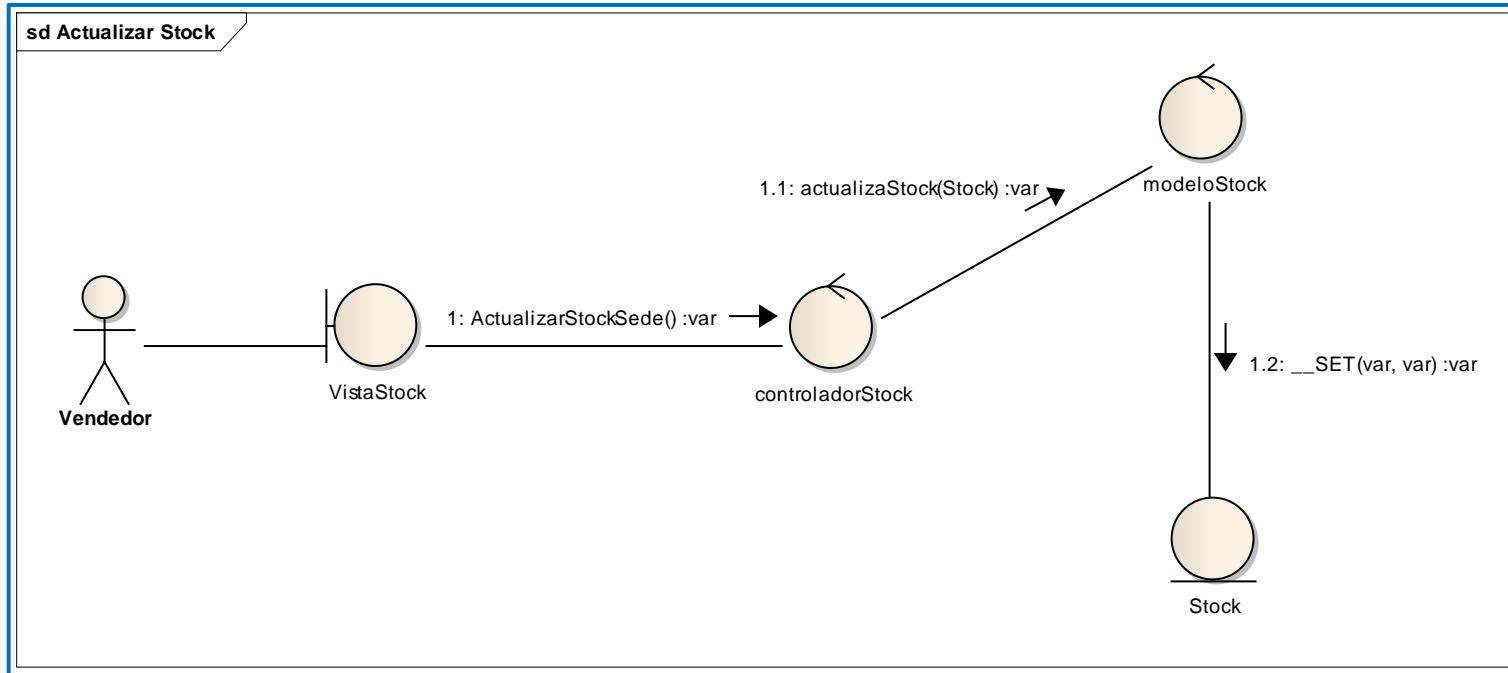 sd Actualizar Stock
modeloStock
1.1: actualizaStock(Stock) :var
1: ActualizarStockSede() :var
1.2: __SET(var, var) :var
VistaStock
controladorStock
Vendedor
Stock